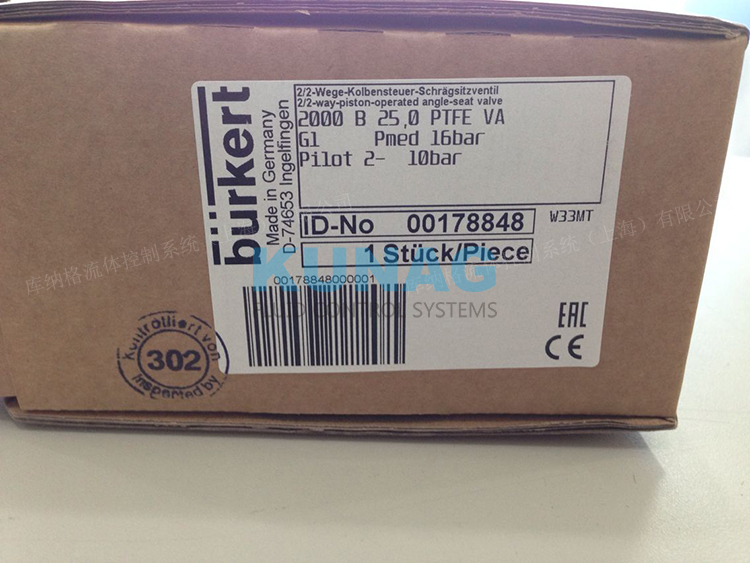 bürkert
Made in Germany
D-74653 Ingelfingen
2/2-Wege-Kolbensteuer-Schrägsitzventil
2/2-way-piston-operated angle-seat valve
2000 B 25,0 PTFE VA
G1 Pmed 16bar
Pilot 2- 10bar
ID-No 00178848
W33MT
1 Stück/Piece
00178848000001
EAC
CE
Kontrolliert von
302
Inspected by
库纳格流体控制系统（上海）有限公司
KUNAG
FLUID CONTROL SYSTEMS